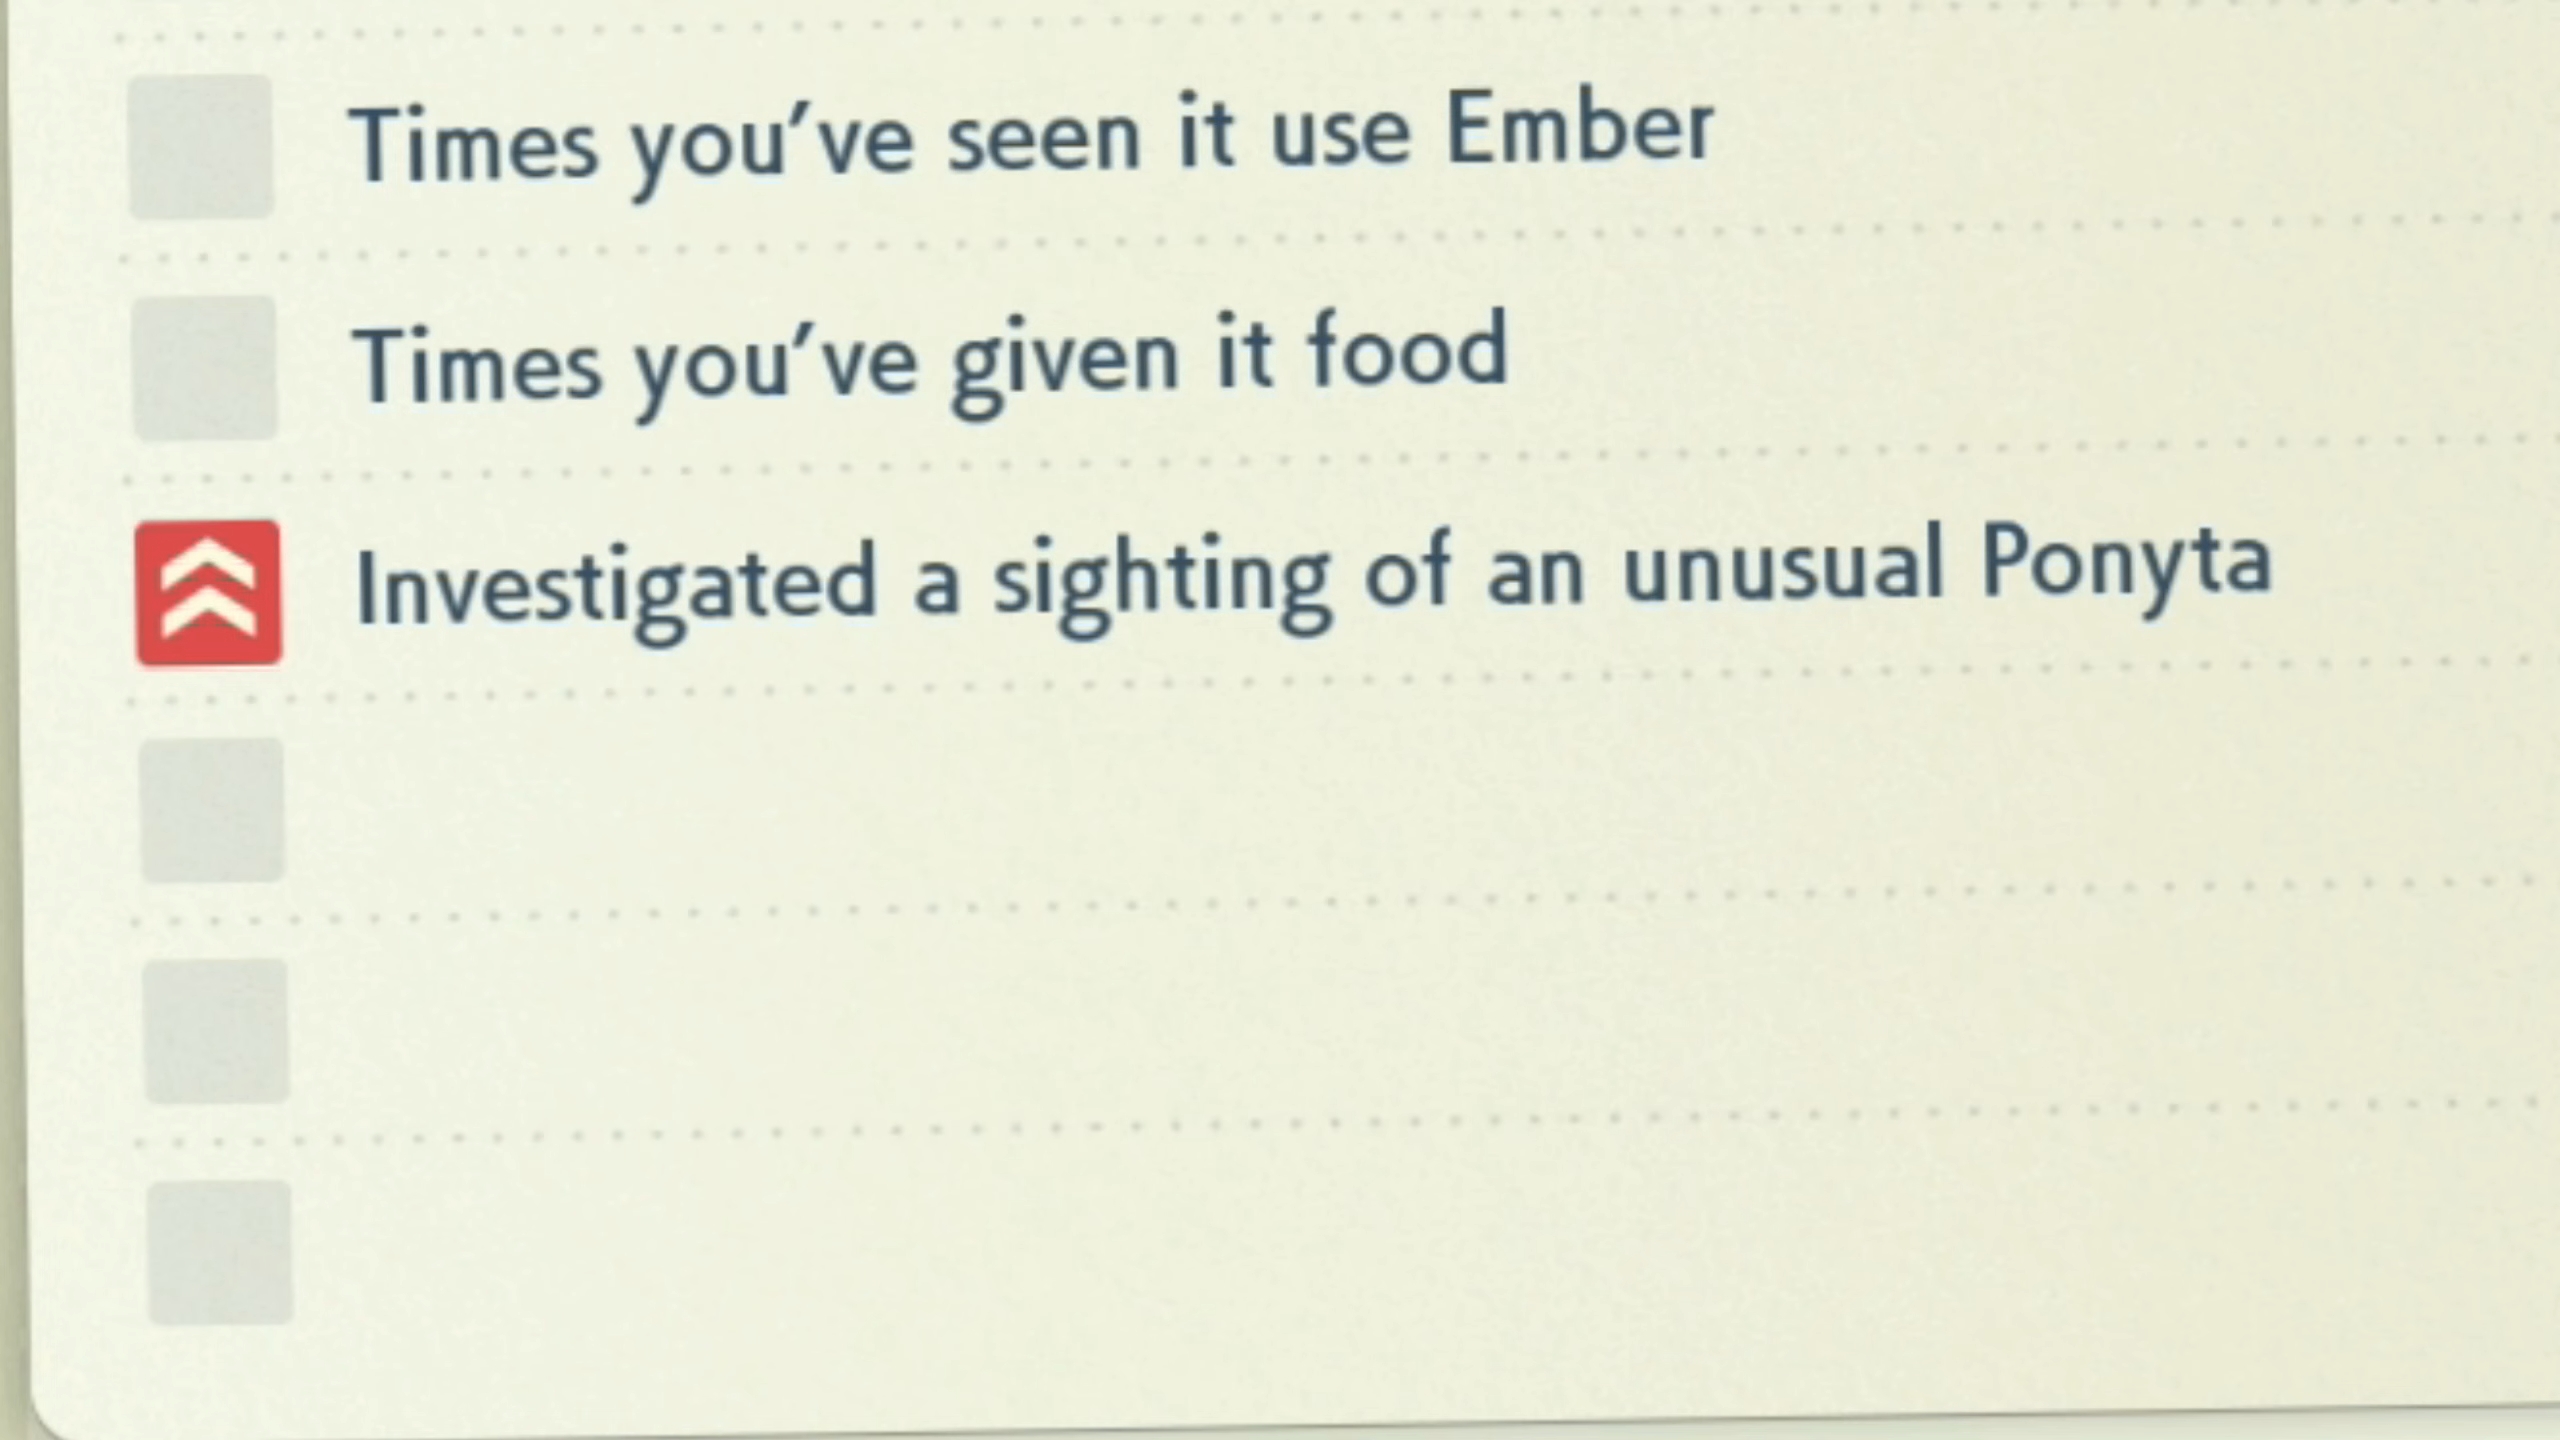 Times you've seen it use Ember
Times you've given it food
Investigated a sighting of an unusual Ponyta